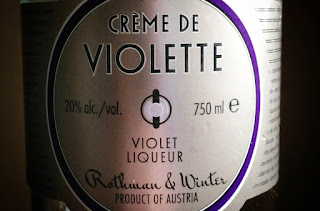 CRÈME DE
VIOLETTE
20% alc./vol. 750 ml e
VIOLET
LIQUEUR
Rothman & Winter
PRODUCT OF AUSTRIA